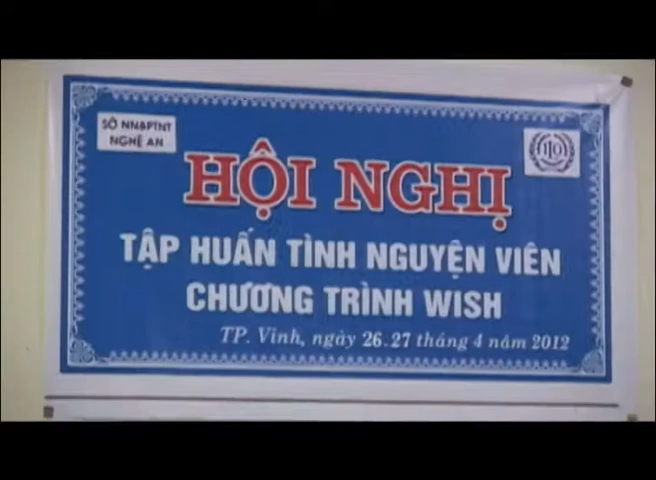 SỞ NN&PTNT
NGHỆ AN
HỘI NGHỊ
TẬP HUẤN TÌNH NGUYỆN VIÊN
CHƯƠNG TRÌNH WISH
TP. Vinh, ngày 26.27 tháng 4 năm 2012